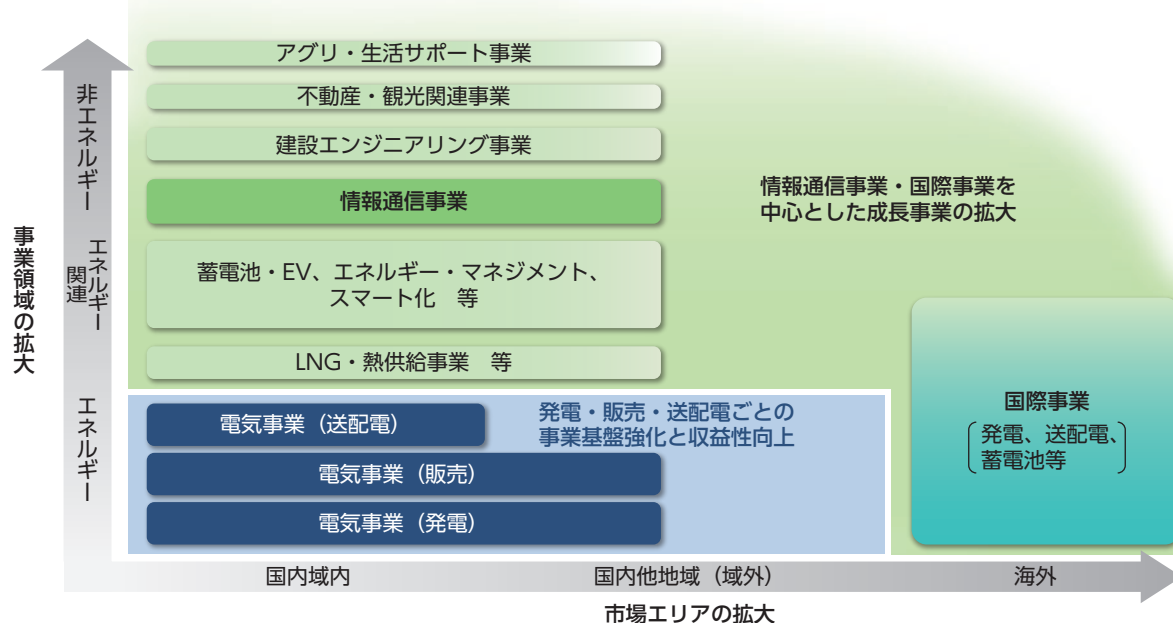 アグリ・生活サポート事業
不動産・観光関連事業
建設エンジニアリング事業
情報通信事業
蓄電池・EV、エネルギー・マネジメント、
スマート化　等
LNG・熱供給事業　等
電気事業（送配電）
電気事業（販売）
電気事業（発電）
発電・販売・送配電ごとの
事業基盤強化と収益性向上
情報通信事業・国際事業を
中心とした成長事業の拡大
国際事業
発電、送配電、
蓄電池等
事業領域の拡大
非エネルギー
エネルギー
関連
エネルギー
国内域内
国内他地域（域外）
海外
市場エリアの拡大